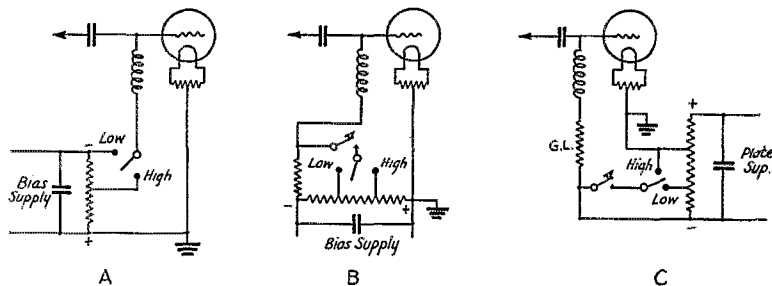 Low
High
Bias
Supply
-
+
A
Low
High
-
+
Bias Supply
B
G.L.
High
Low
+
-
Plate
Sup.
C